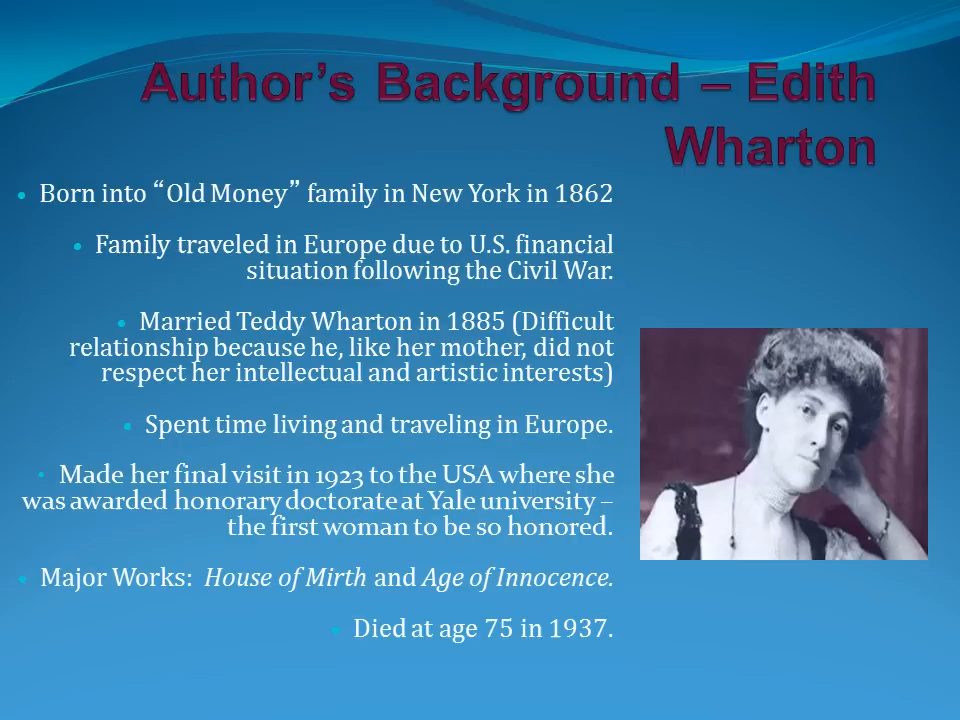 Author’s Background – Edith
Wharton
• Born into “Old Money” family in New York in 1862
• Family traveled in Europe due to U.S. financial
situation following the Civil War.
• Married Teddy Wharton in 1885 (Difficult
relationship because he, like her mother, did not
respect her intellectual and artistic interests)
• Spent time living and traveling in Europe.
• Made her final visit in 1923 to the USA where she
was awarded honorary doctorate at Yale university –
the first woman to be so honored.
• Major Works: House of Mirth and Age of Innocence.
• Died at age 75 in 1937.